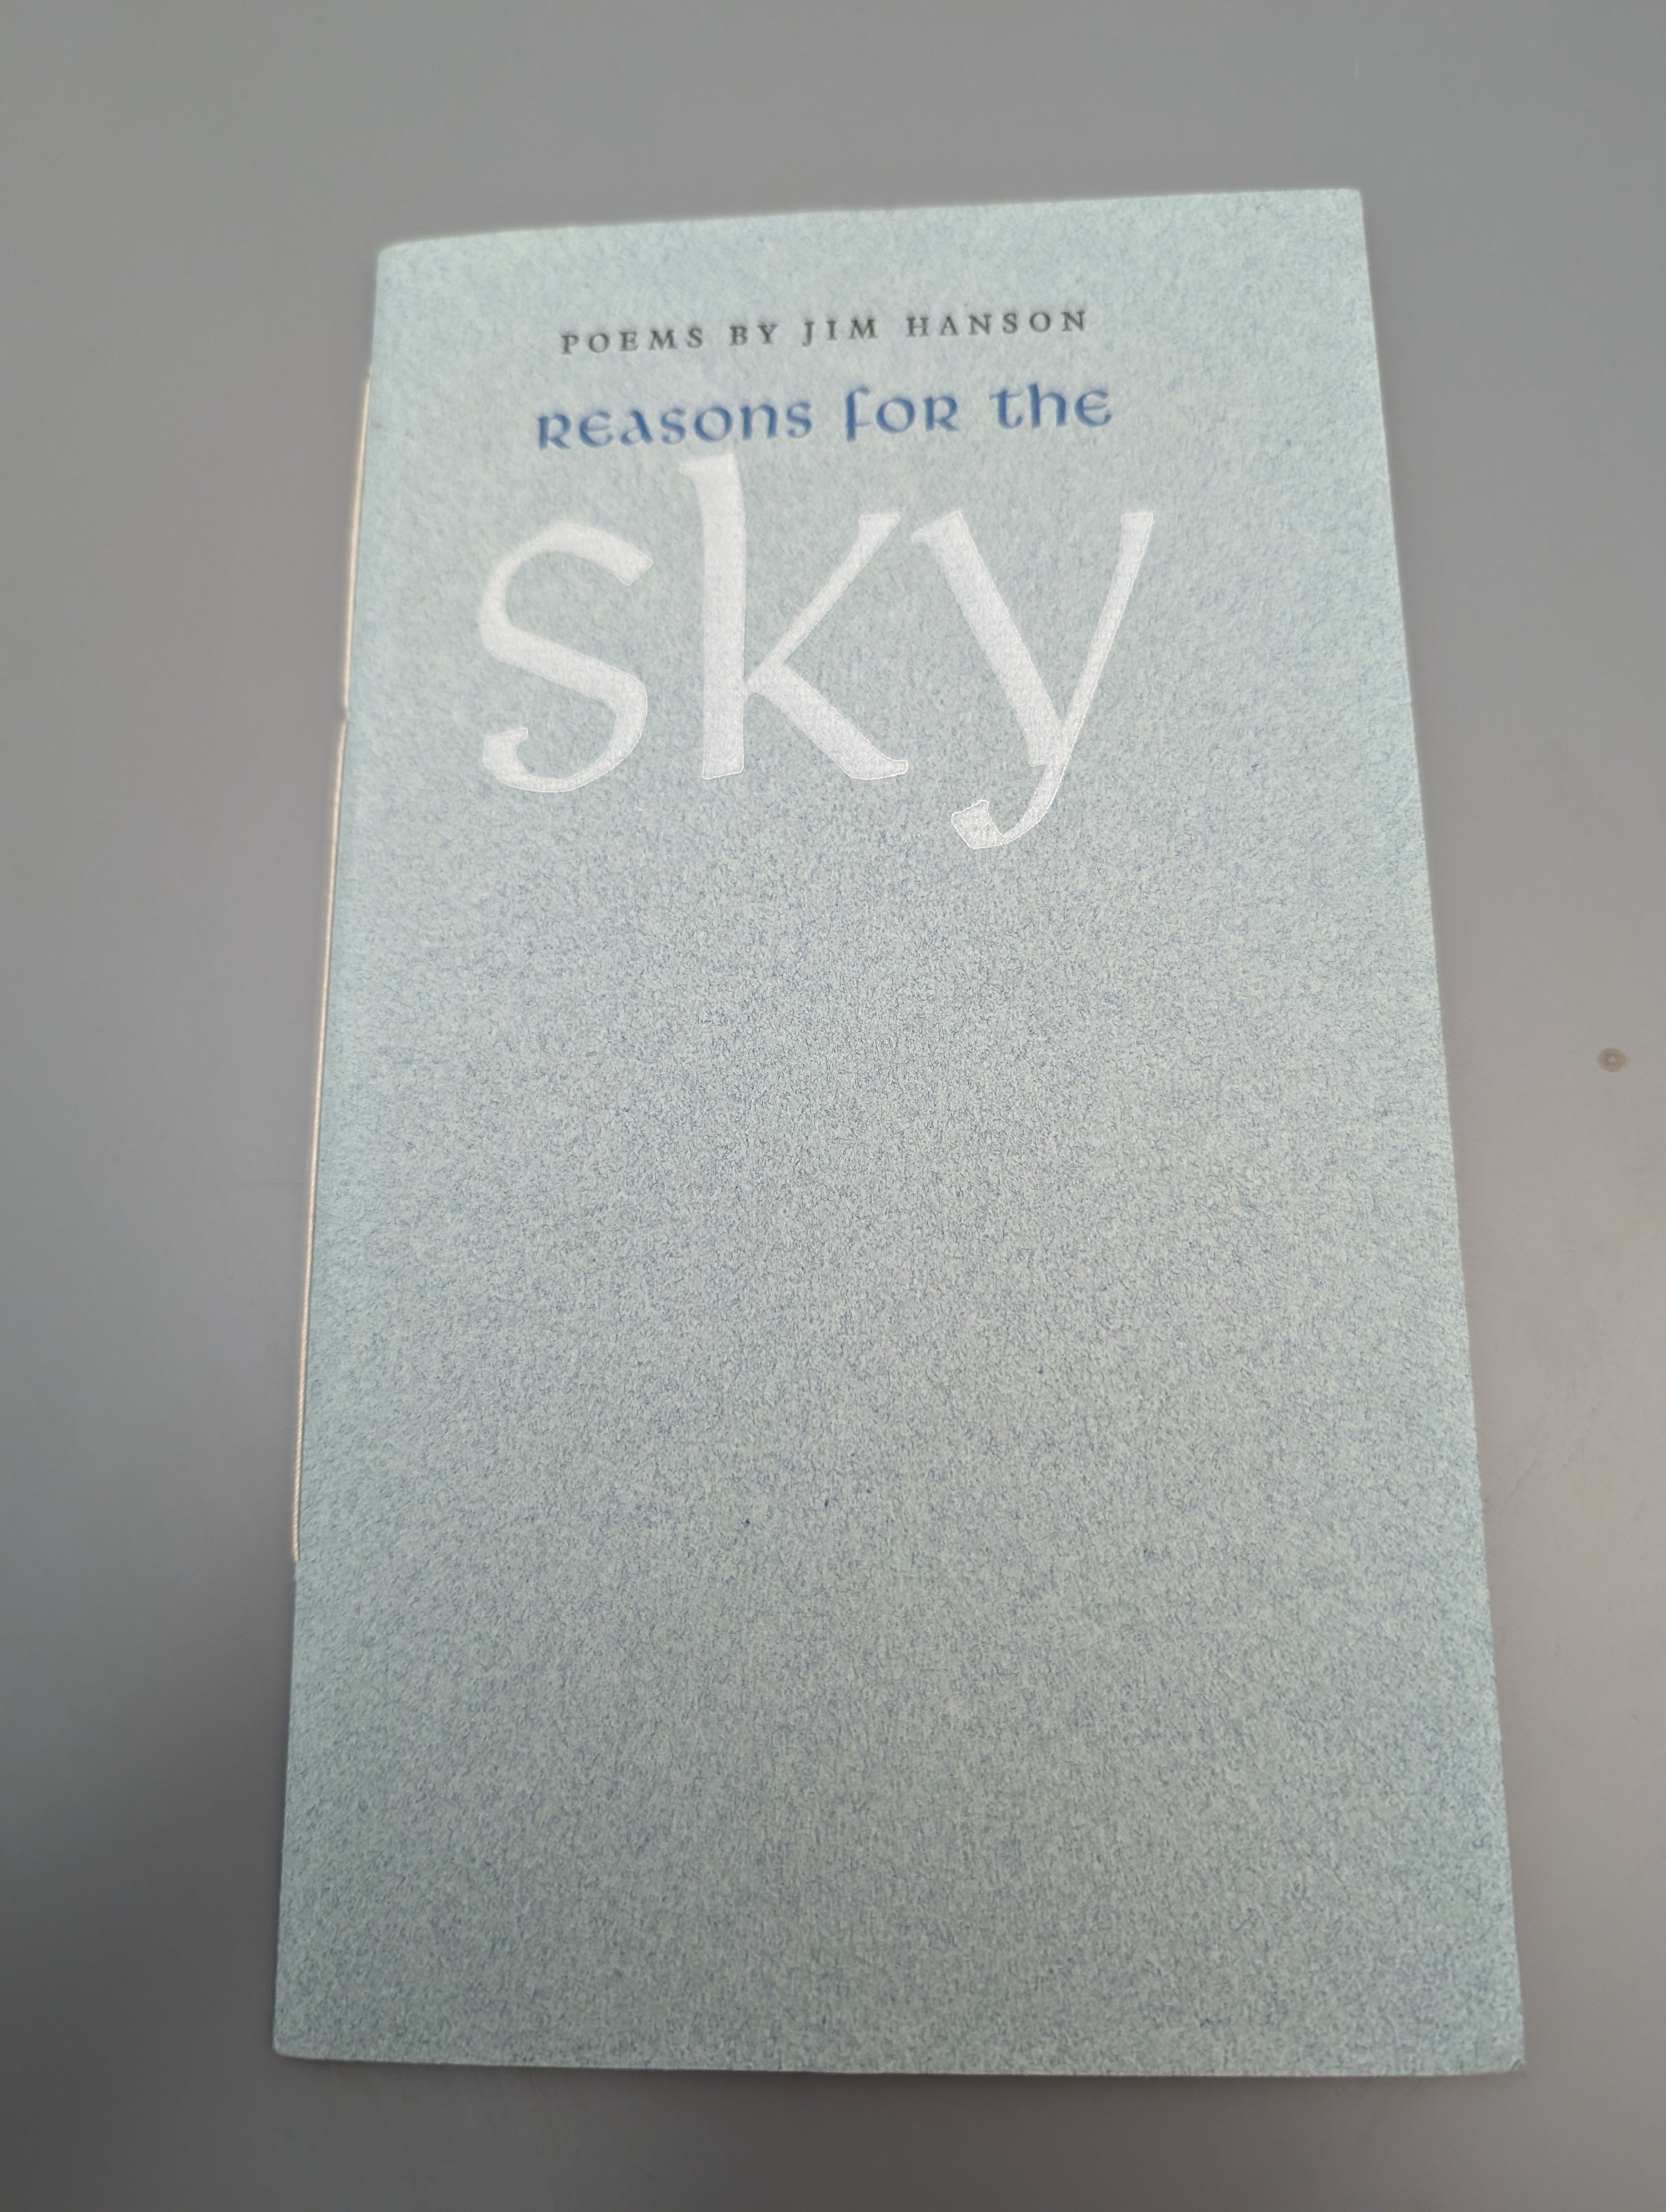 POEMS BY JIM HANSON
REASONS FOR the
sky